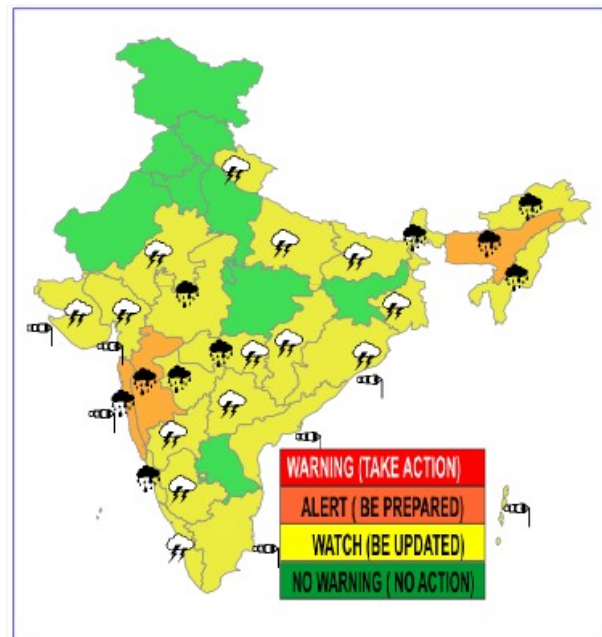 WARNING (TAKE ACTION)
ALERT ( BE PREPARED)
WATCH (BE UPDATED)
NO WARNING ( NO ACTION)